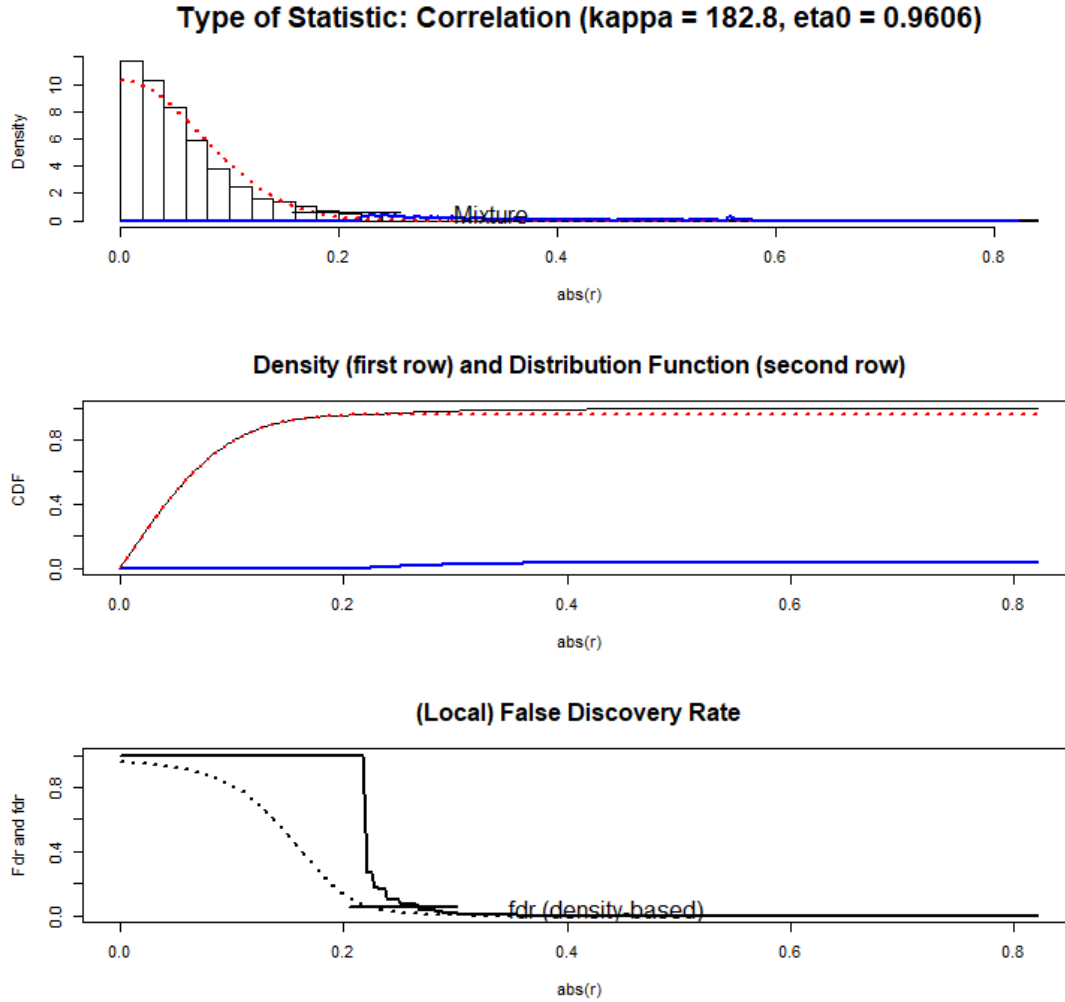 Type of Statistic: Correlation (kappa = 182.8, eta0 = 0.9606)
Density
0 2 4 6 8 10
Mixture
0.0 0.2 0.4 0.6 0.8
abs(r)
Density (first row) and Distribution Function (second row)
CDF
0.0 0.4 0.8
0.0 0.2 0.4 0.6 0.8
abs(r)
(Local) False Discovery Rate
Fdr and fdr
0.0 0.4 0.8
fdr (density-based)
0.0 0.2 0.4 0.6 0.8
abs(r)